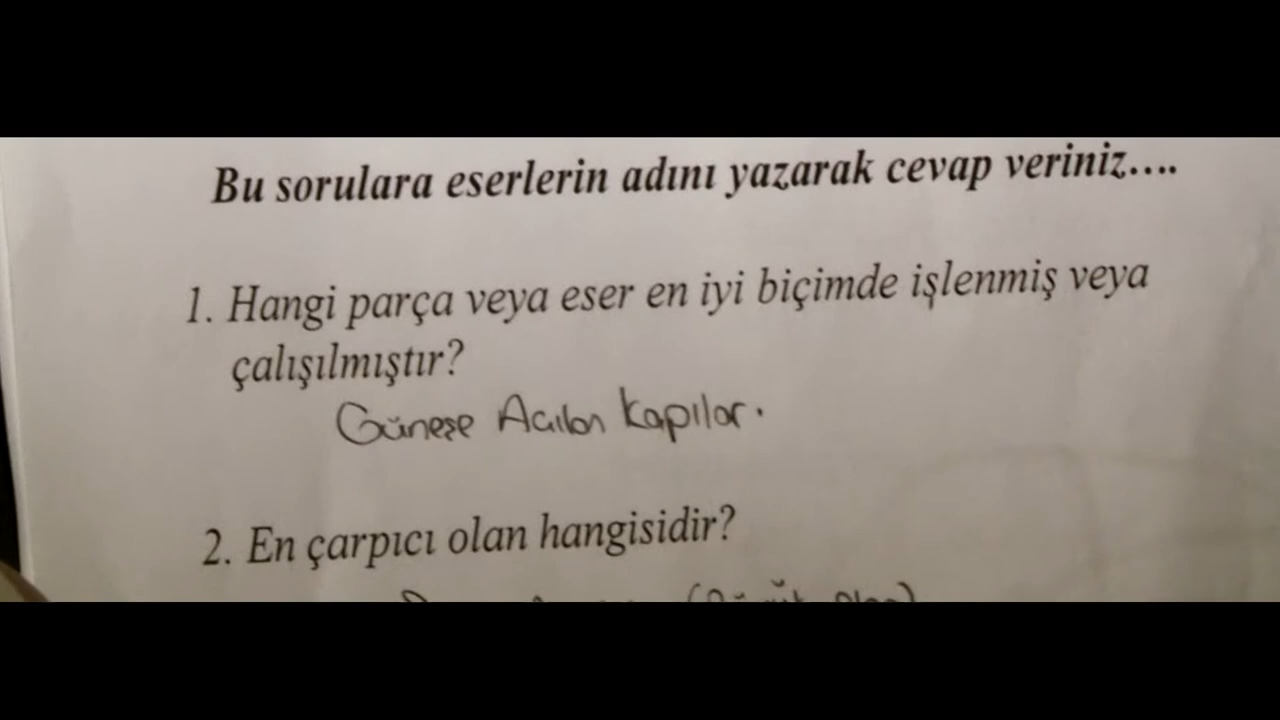 Bu sorulara eserlerin adını yazarak cevap veriniz....
1. Hangi parça veya eser en iyi biçimde işlenmiş veya
çalışılmıştır?
Güneşe Açılan Kapılar.
2. En çarpıcı olan hangisidir?